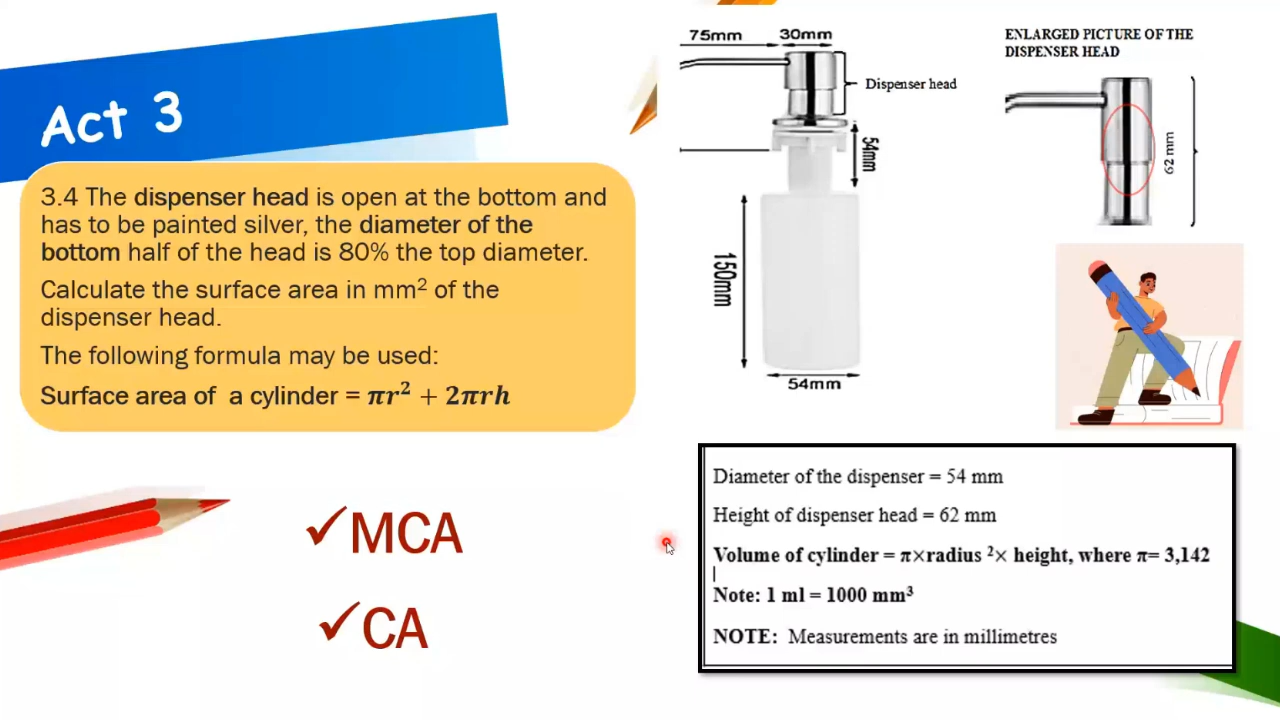 Act 3
3.4 The dispenser head is open at the bottom and
has to be painted silver, the diameter of the
bottom half of the head is 80% the top diameter.
Calculate the surface area in mm² of the
dispenser head.
The following formula may be used:
Surface area of a cylinder = πr² + 2πrh
✓MCA
✓CA
75mm
30mm
Dispenser head
54mm
150mm
54mm
ENLARGED PICTURE OF THE
DISPENSER HEAD
62 mm
Diameter of the dispenser = 54 mm
Height of dispenser head = 62 mm
Volume of cylinder = π×radius ²× height, where π= 3,142
Note: 1 ml = 1000 mm³
NOTE: Measurements are in millimetres